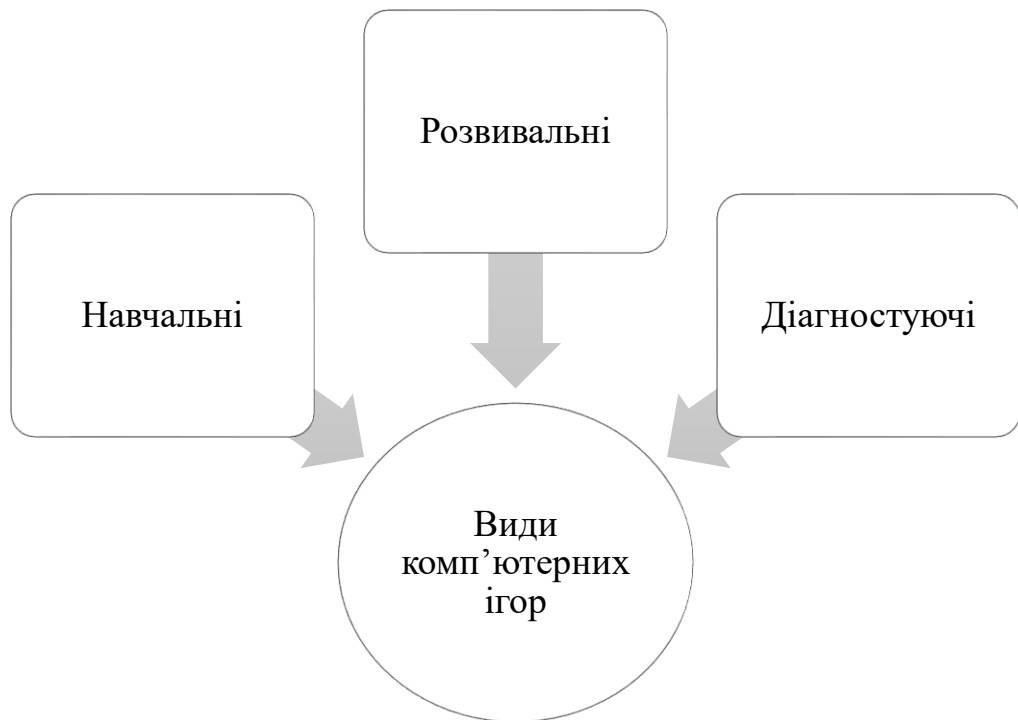 Розвивальні
Навчальні
Діагностуючі
Види
комп’ютерних
ігор